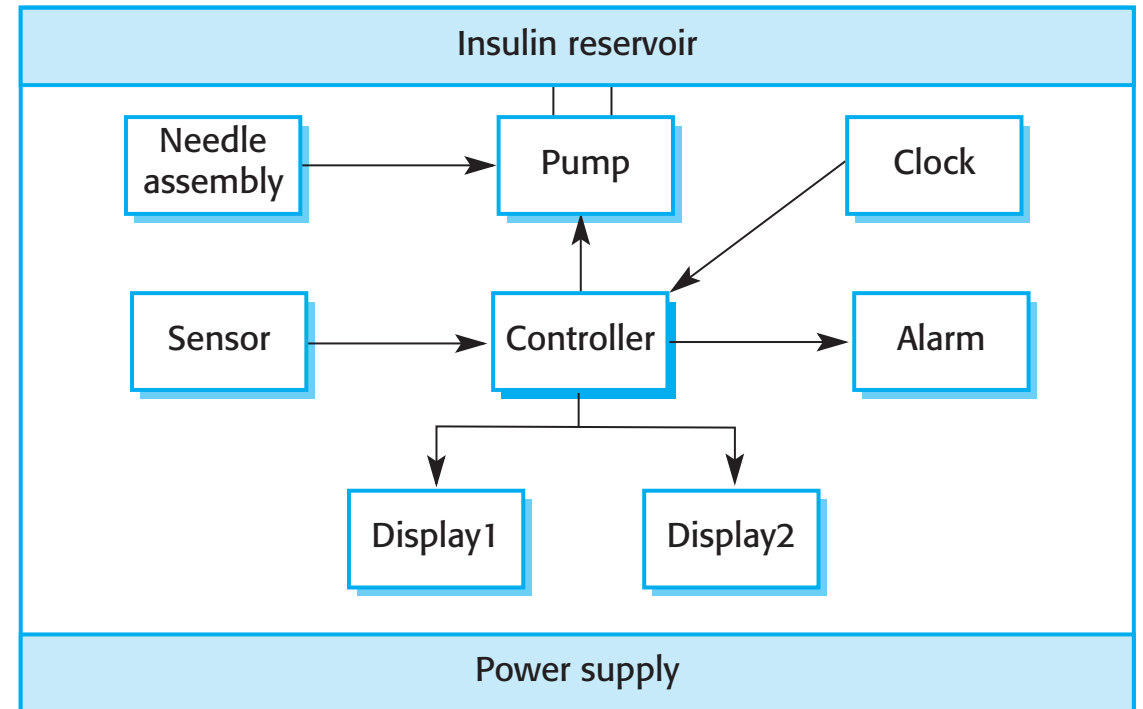 Insulin reservoir
Needle
assembly
Pump
Clock
Sensor
Controller
Alarm
Display1
Display2
Power supply